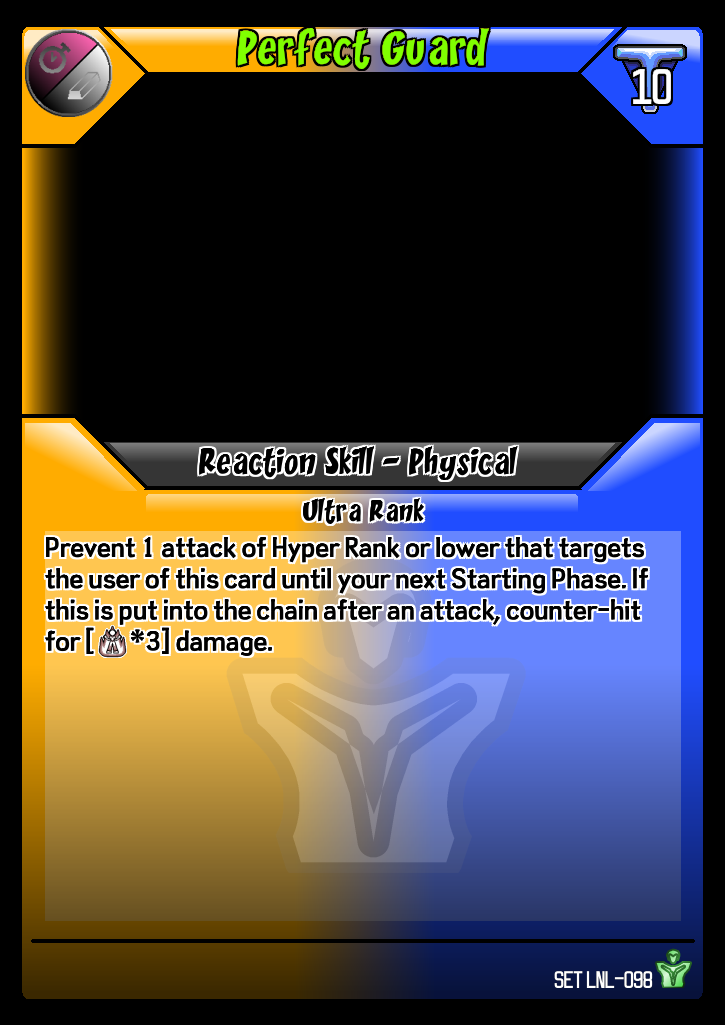 Perfect Guard
10
Reaction Skill - Physical
Ultra Rank
Prevent 1 attack of Hyper Rank or lower that targets
the user of this card until your next Starting Phase. If
this is put into the chain after an attack, counter-hit
for [ *3] damage.
SET LNL-098